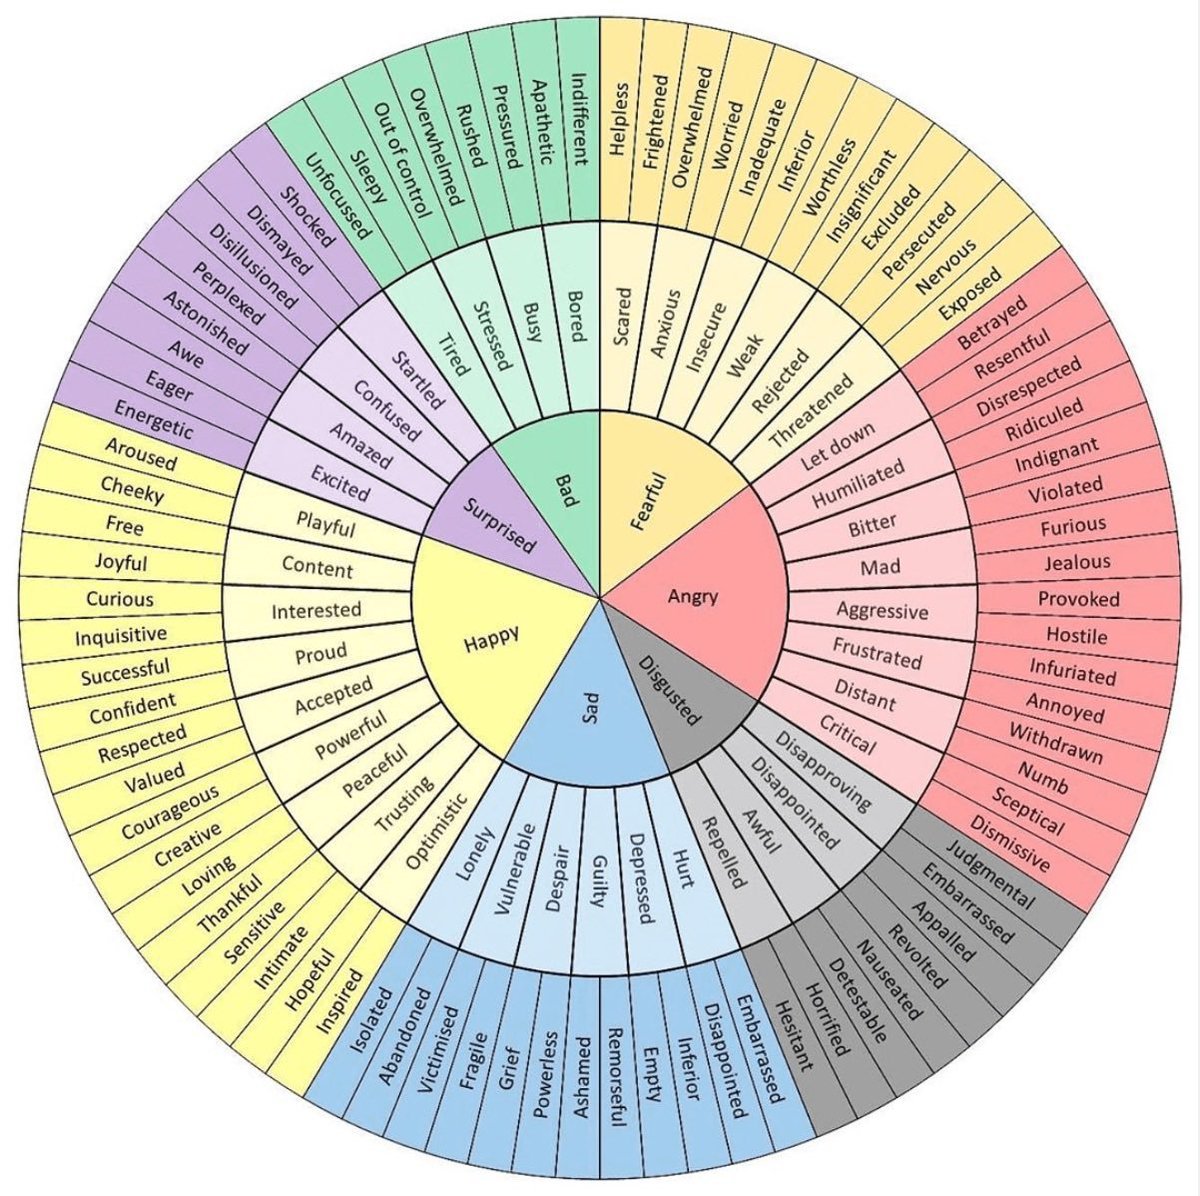 Fearful
Angry
Disgusted
Sad
Happy
Surprised
Bad
Scared
Anxious
Insecure
Weak
Rejected
Threatened
Let down
Humiliated
Bitter
Mad
Aggressive
Frustrated
Distant
Critical
Disapproving
Disappointed
Awful
Repelled
Hurt
Depressed
Guilty
Despair
Vulnerable
Lonely
Optimistic
Trusting
Peaceful
Powerful
Accepted
Proud
Interested
Content
Playful
Excited
Amazed
Confused
Startled
Tired
Stressed
Busy
Bored
Helpless
Frightened
Overwhelmed
Worried
Inadequate
Inferior
Worthless
Insignificant
Excluded
Persecuted
Nervous
Exposed
Betrayed
Resentful
Disrespected
Ridiculed
Indignant
Violated
Furious
Jealous
Provoked
Hostile
Infuriated
Annoyed
Withdrawn
Numb
Sceptical
Dismissive
Judgmental
Embarrassed
Appalled
Revolted
Nauseated
Detestable
Horrified
Hesitant
Embarrassed
Disappointed
Inferior
Empty
Remorseful
Ashamed
Powerless
Grief
Fragile
Victimised
Abandoned
Isolated
Inspired
Hopeful
Intimate
Sensitive
Thankful
Loving
Creative
Courageous
Valued
Respected
Confident
Successful
Inquisitive
Curious
Joyful
Free
Cheeky
Aroused
Energetic
Eager
Awe
Astonished
Perplexed
Disillusioned
Dismayed
Shocked
Unfocussed
Sleepy
Out of control
Overwhelmed
Rushed
Pressured
Apathetic
Indifferent